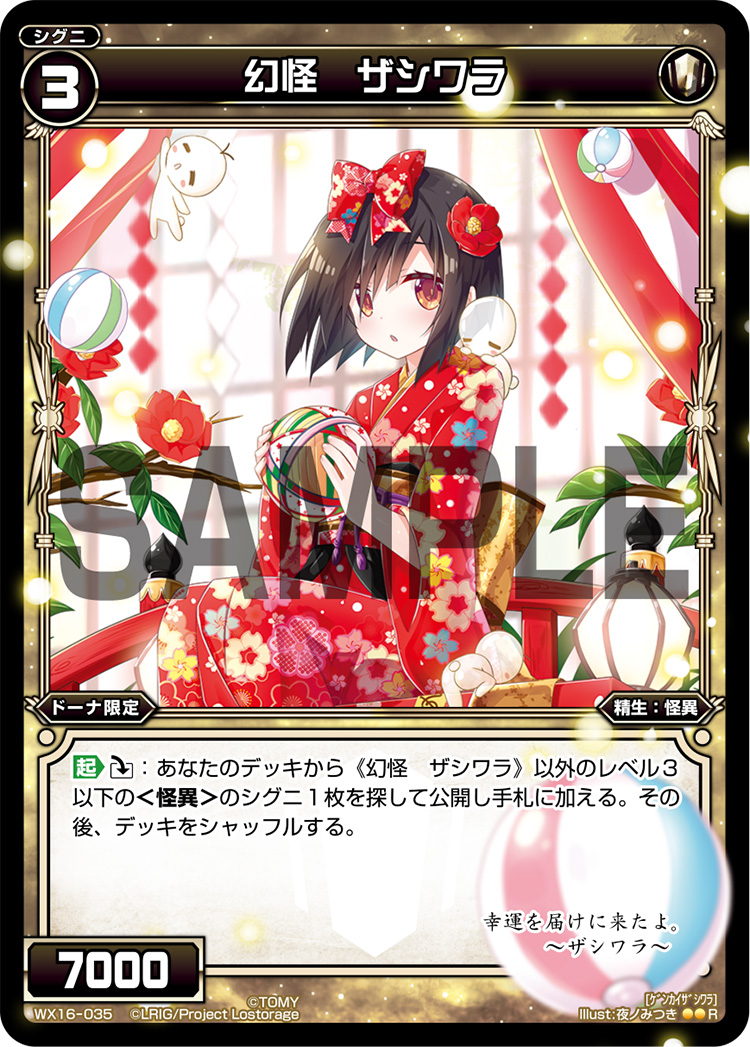 シグニ
3
幻怪　ザシワラ
SAMPLE
ドーナ限定
精生：怪異
起：あなたのデッキから《幻怪　ザシワラ》以外のレベル３
以下の＜怪異＞のシグニ１枚を探して公開し手札に加える。その
後、デッキをシャッフルする。
幸運を届けに来たよ。
～ザシワラ～
7000
©TOMY
[ｹﾞﾝｶｲｻﾞｼﾜﾗ]
WX16-035 ©LRIG/Project Lostorage
Illust:夜ノみつき R